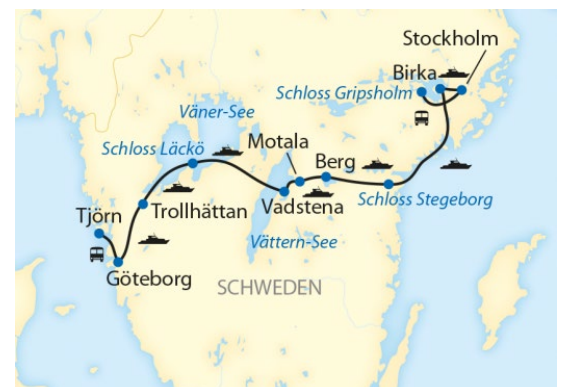 Stockholm
Birka
Schloss Gripsholm
Väner-See
Schloss Läckö
Motala
Berg
Tjörn
Trollhättan
Vadstena
Schloss Stegeborg
Vättern-See
Göteborg
SCHWEDEN